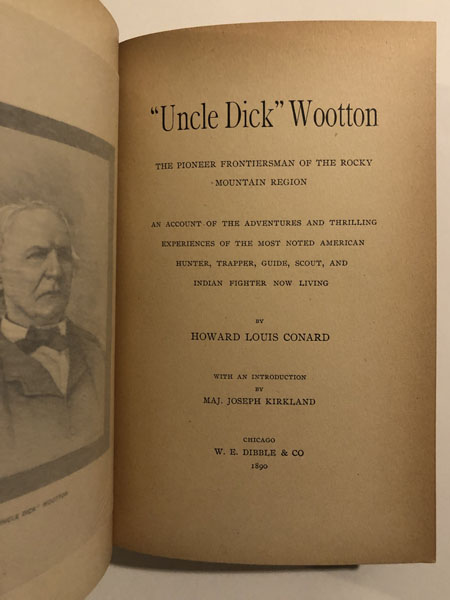 "UNCLE DICK" WOOTTON
"Uncle Dick" Wootton
THE PIONEER FRONTIERSMAN OF THE ROCKY
MOUNTAIN REGION
AN ACCOUNT OF THE ADVENTURES AND THRILLING
EXPERIENCES OF THE MOST NOTED AMERICAN
HUNTER, TRAPPER, GUIDE, SCOUT, AND
INDIAN FIGHTER NOW LIVING
BY
HOWARD LOUIS CONARD
WITH AN INTRODUCTION
BY
MAJ. JOSEPH KIRKLAND
CHICAGO
W. E. DIBBLE & CO
1890